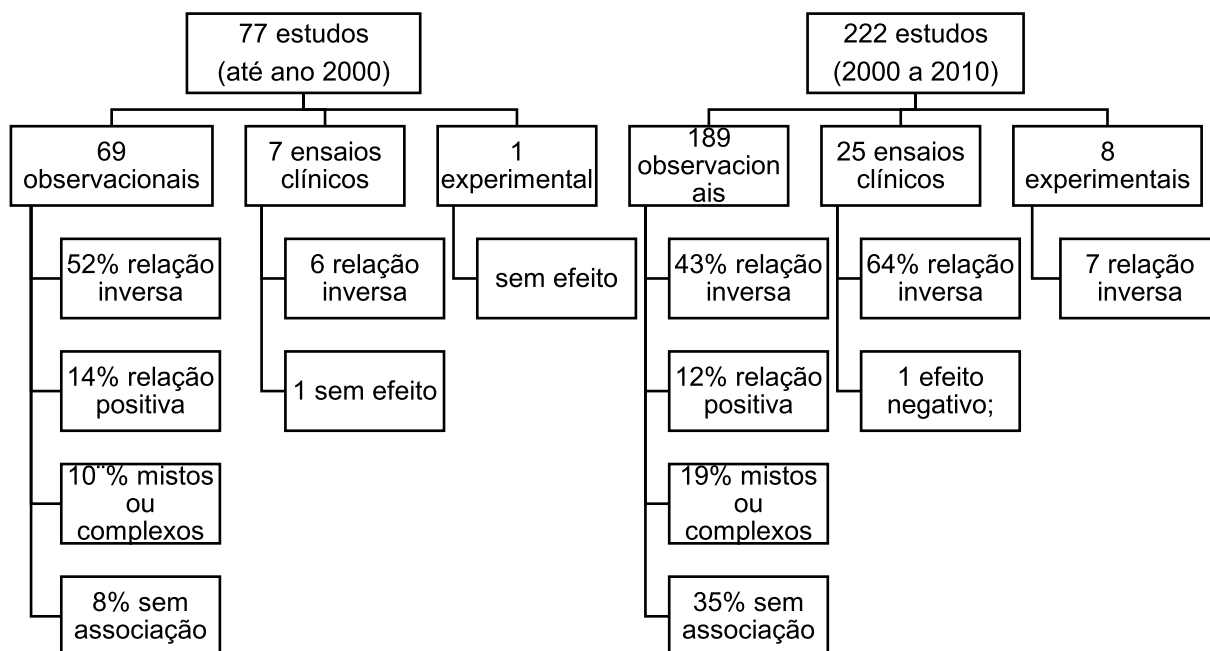 77 estudos
(até ano 2000)
69
observacionais
52% relação
inversa
14% relação
positiva
10¨% mistos
ou
complexos
8% sem
associação
7 ensaios
clínicos
6 relação
inversa
1 sem efeito
1
experimental
sem efeito
222 estudos
(2000 a 2010)
189
observacion
ais
43% relação
inversa
12% relação
positiva
19% mistos
ou
complexos
35% sem
associação
25 ensaios
clínicos
64% relação
inversa
1 efeito
negativo;
8
experimentais
7 relação
inversa